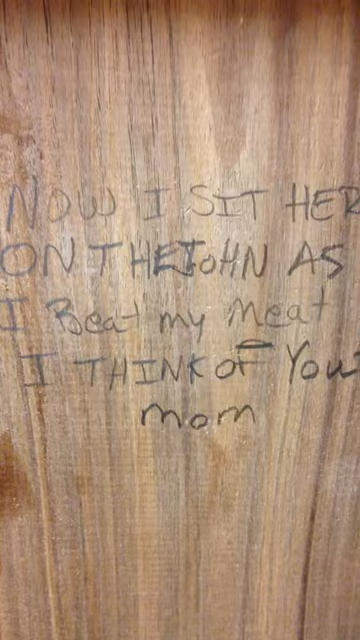 NOW I SIT HER
ON THE JOHN AS
I Beat my meat
I THINK OF YOUR
mom